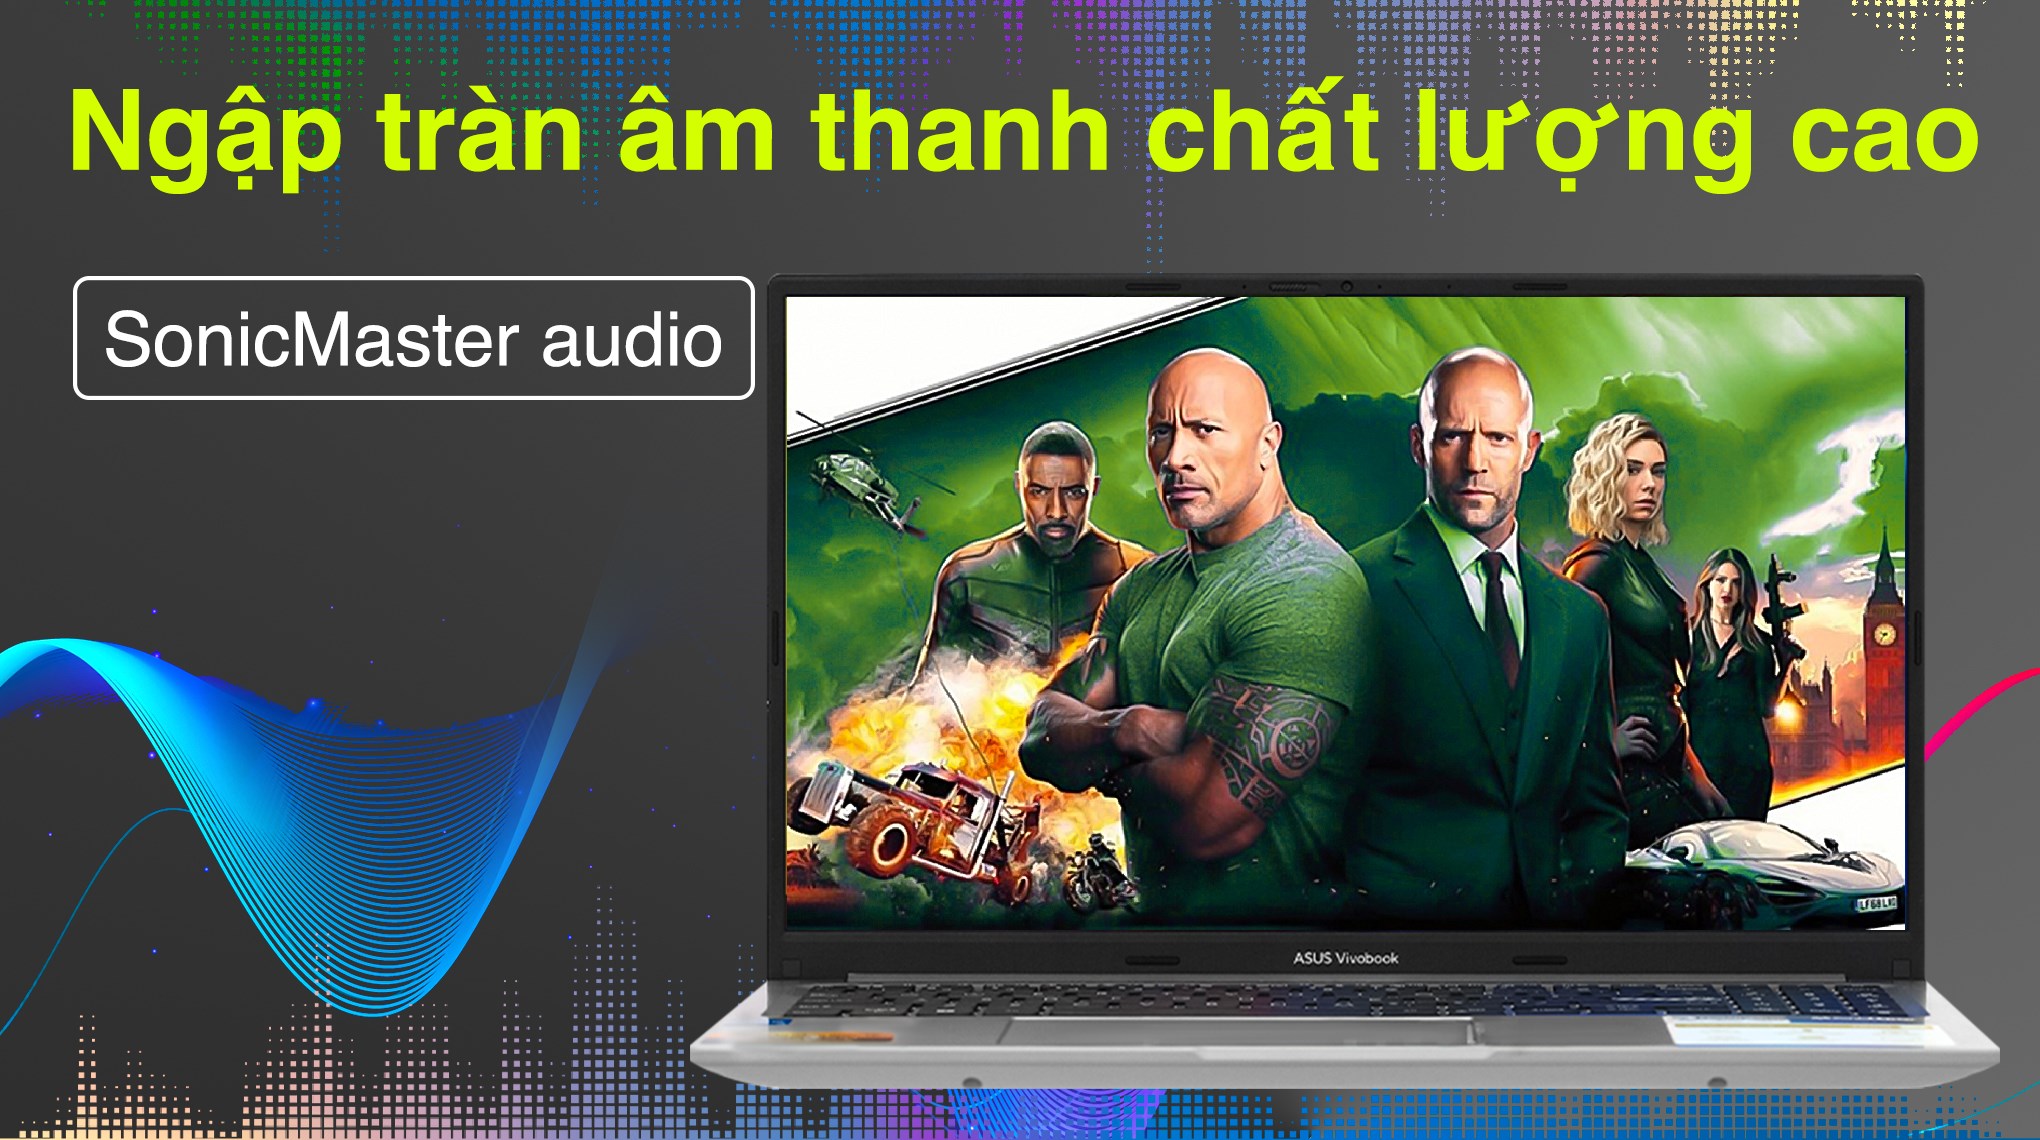 Ngập tràn âm thanh chất lượng cao
SonicMaster audio
ASUS Vivobook